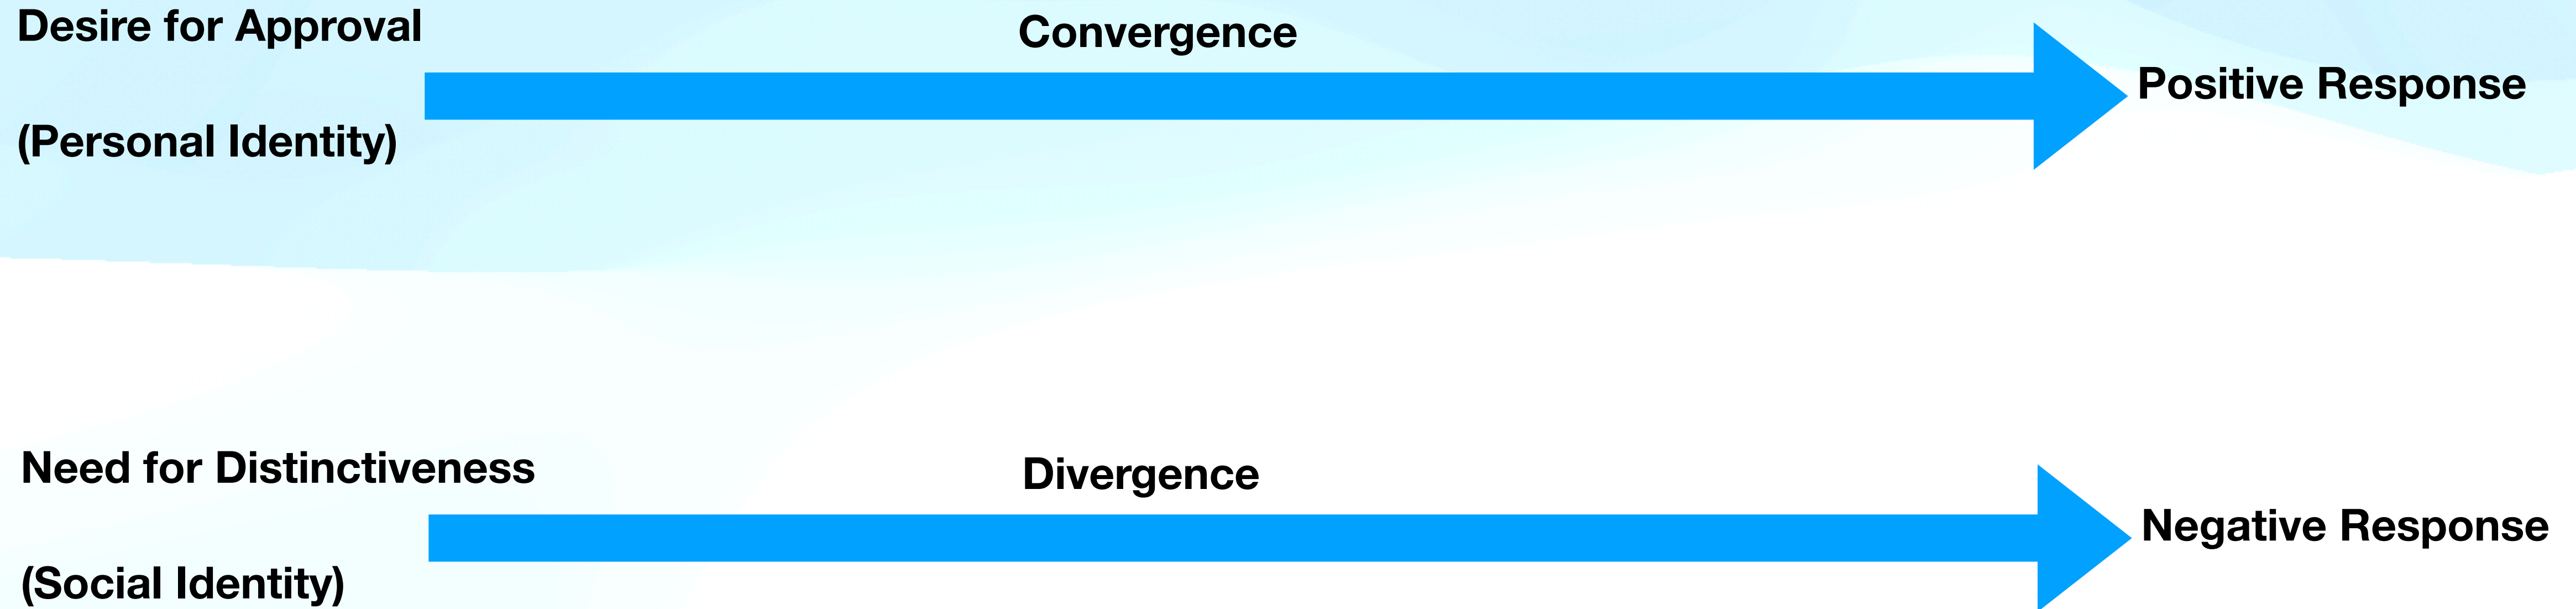 Desire for Approval
(Personal Identity)
Convergence
Positive Response
Need for Distinctiveness
(Social Identity)
Divergence
Negative Response